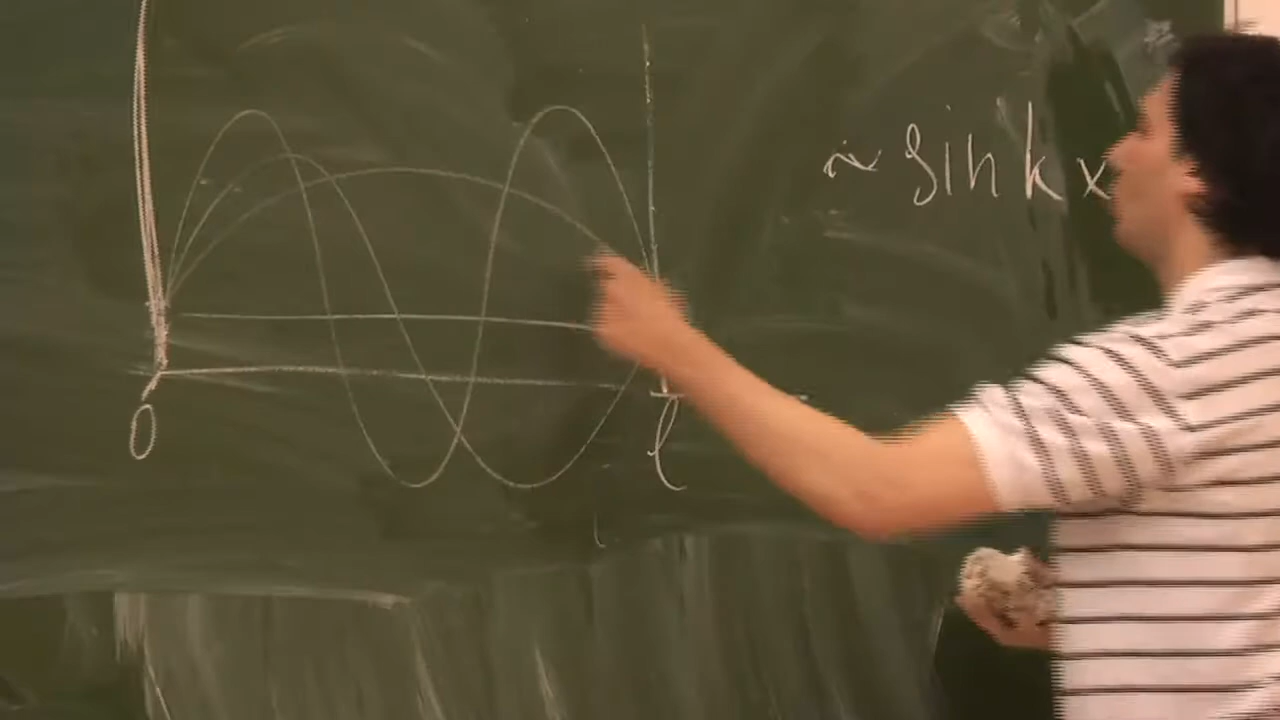 ~ sin kx
0 ℓ